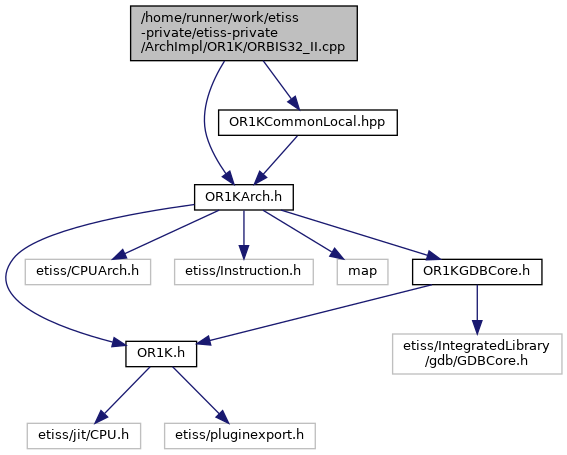 /home/runner/work/etiss
-private/etiss-private
/ArchImpl/OR1K/ORBIS32_II.cpp
OR1KCommonLocal.hpp
OR1KArch.h
etiss/CPUArch.h
etiss/Instruction.h
map
OR1KGDBCore.h
OR1K.h
etiss/IntegratedLibrary
/gdb/GDBCore.h
etiss/jit/CPU.h
etiss/pluginexport.h